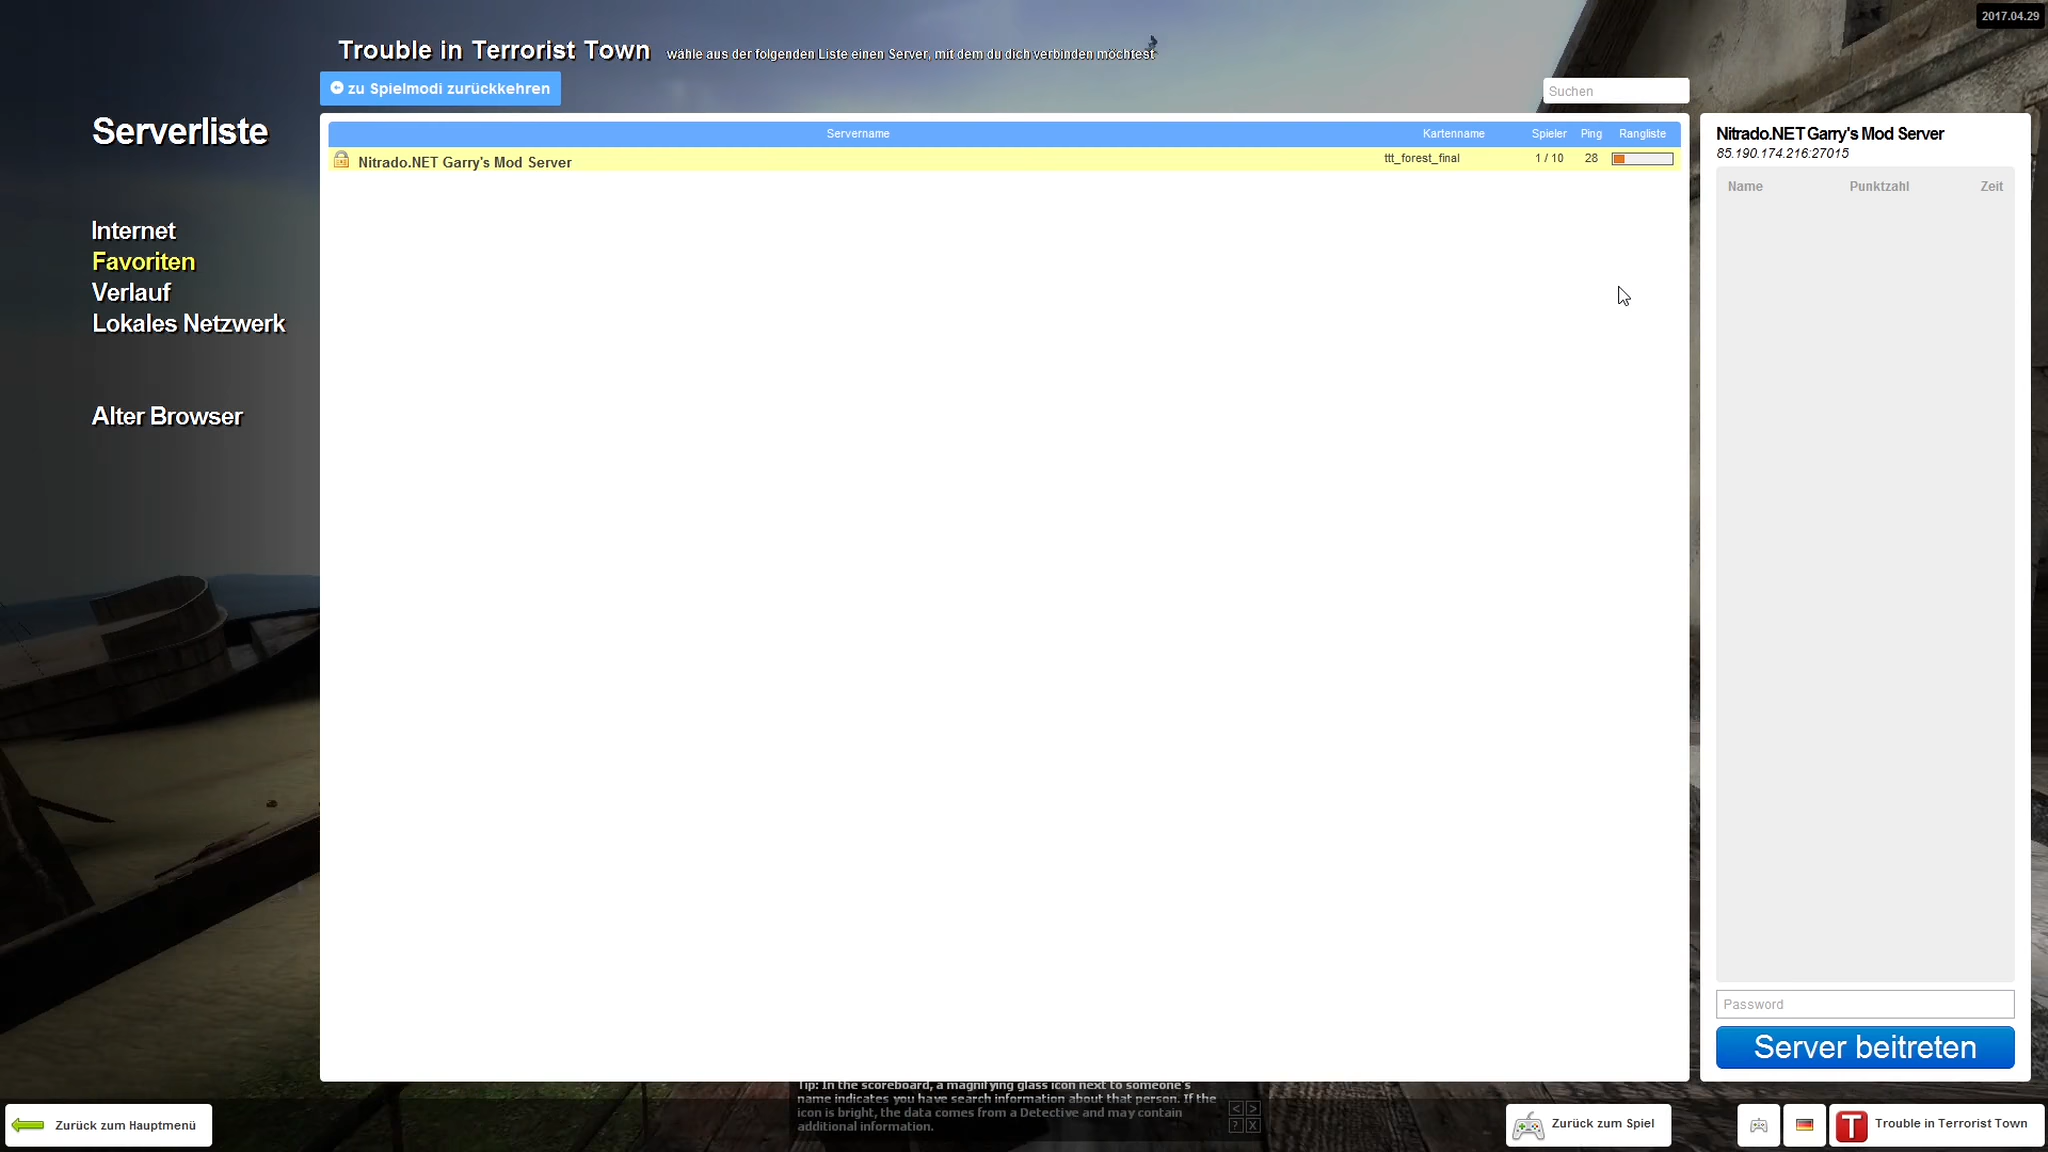 2017.04.29
Trouble in Terrorist Town wähle aus der folgenden Liste einen Server, mit dem du dich verbinden möchtest
zu Spielmodi zurückkehren
Suchen
Serverliste
Internet
Favoriten
Verlauf
Lokales Netzwerk
Alter Browser
Servername Kartenname Spieler Ping Rangliste
Nitrado.NET Garry's Mod Server ttt_forest_final 1 / 10 28
Nitrado.NET Garry's Mod Server
85.190.174.216:27015
Name Punktzahl Zeit
Password
Server beitreten
Tip: In the scoreboard, a magnifying glass icon next to someone's
name indicates you have search information about that person. If the
icon is bright, the data comes from a Detective and may contain
additional information.
< >
? X
Zurück zum Hauptmenü
Zurück zum Spiel
T Trouble in Terrorist Town